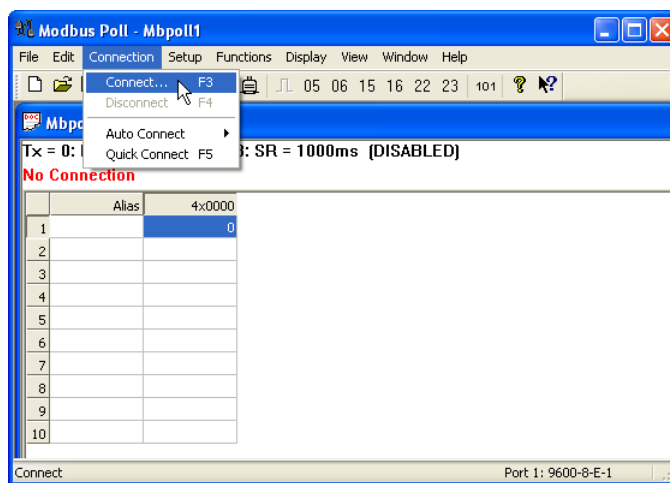 Modbus Poll - Mbpoll1
File Edit Connection Setup Functions Display View Window Help
Connect... F3
05 06 15 16 22 23 101
Disconnect F4
Auto Connect
Quick Connect F5
DOC
Tx = 0: : SR = 1000ms (DISABLED)
No Connection
Alias 4x0000
1 0
2
3
4
5
6
7
8
9
10
Connect Port 1: 9600-8-E-1